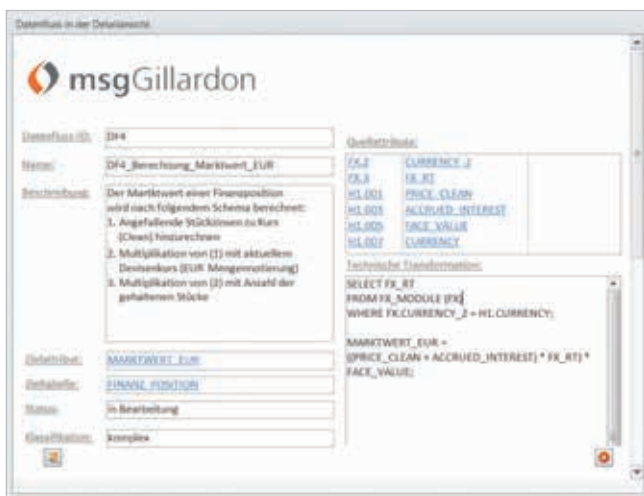 Datenfluss in der Detailansicht
msgGillardon
Datenfluss ID: DF4
Name: DF4_Berechnung_Marktwert_EUR
Beschreibung: Der Marktwert einer Finanzposition
wird nach folgendem Schema berechnet:
1. Angefallende Stückzinsen zu Kurs
(Clean) hinzurechnen
2. Multiplikation von (1) mit aktuellem
Devisenkurs (EUR Mengennotierung)
3. Multiplikation von (2) mit Anzahl der
gehaltenen Stücke
Zielattribut: MARKTWERT_EUR
Zieltabelle: FINANZ_POSITION
Status: in Bearbeitung
Klassifikation: komplex
Quellattribute:
FX.2 CURRENCY_2
FX.3 FX_RT
H1.001 PRICE_CLEAN
H1.003 ACCRUED_INTEREST
H1.005 FACE_VALUE
H1.007 CURRENCY
Technische Transformation:
SELECT FX_RT
FROM FX_MODULE (FX)
WHERE FX.CURRENCY_2 = H1.CURRENCY;
MARKTWERT_EUR =
((PRICE_CLEAN + ACCRUED_INTEREST) * FX_RT) *
FACE_VALUE;